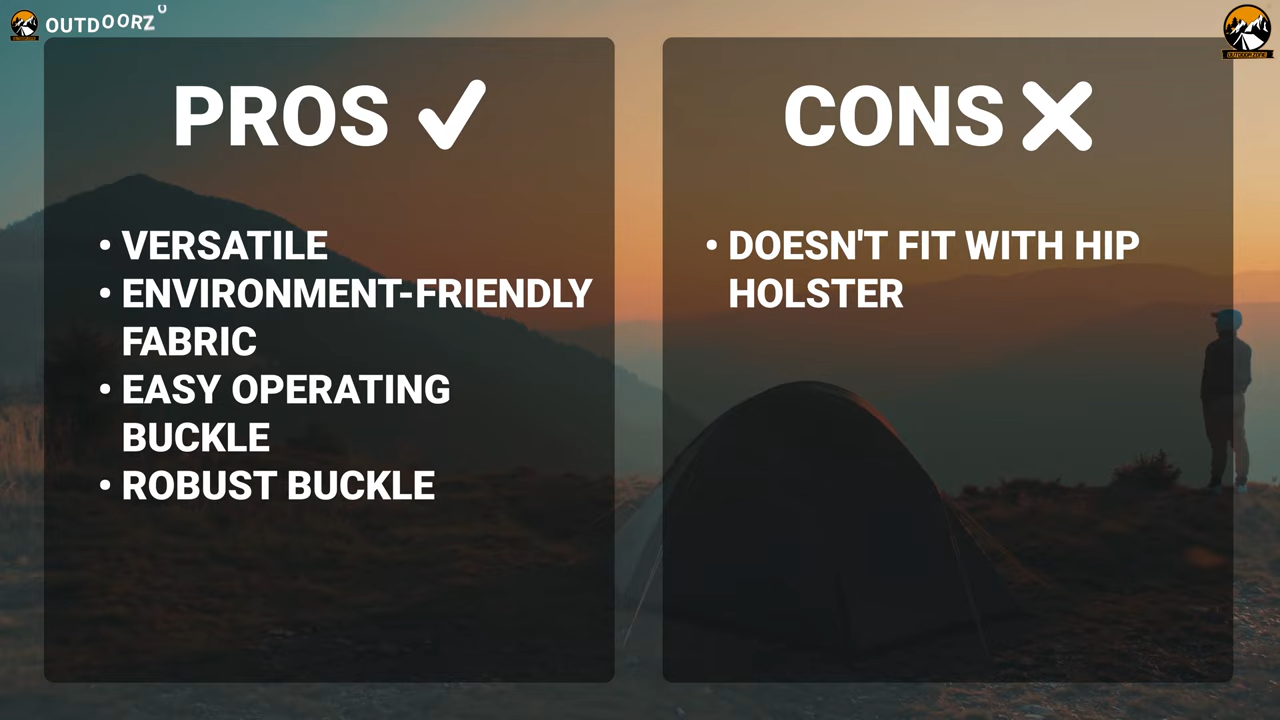 OUTDOORZ
PROS
VERSATILE
ENVIRONMENT-FRIENDLY
FABRIC
EASY OPERATING
BUCKLE
ROBUST BUCKLE
CONS
DOESN'T FIT WITH HIP
HOLSTER